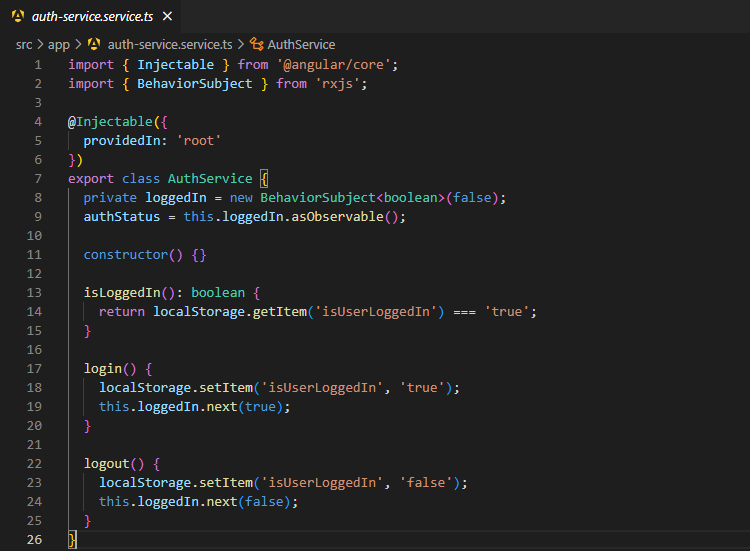 auth-service.service.ts ×
src > app > auth-service.service.ts > AuthService
1 import { Injectable } from '@angular/core';
2 import { BehaviorSubject } from 'rxjs';
3
4 @Injectable({
5   providedIn: 'root'
6 })
7 export class AuthService {
8   private loggedIn = new BehaviorSubject<boolean>(false);
9   authStatus = this.loggedIn.asObservable();
10
11   constructor() {}
12
13   isLoggedIn(): boolean {
14     return localStorage.getItem('isUserLoggedIn') === 'true';
15   }
16
17   login() {
18     localStorage.setItem('isUserLoggedIn', 'true');
19     this.loggedIn.next(true);
20   }
21
22   logout() {
23     localStorage.setItem('isUserLoggedIn', 'false');
24     this.loggedIn.next(false);
25   }
26 }